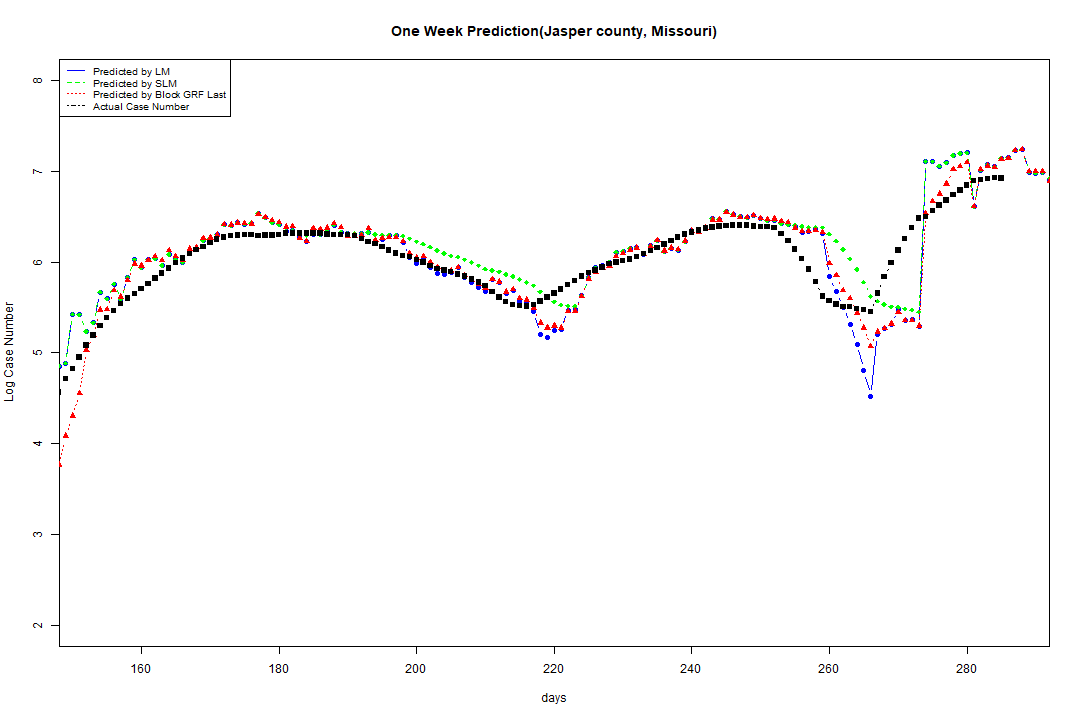 One Week Prediction(Jasper county, Missouri)
Predicted by LM
Predicted by SLM
Predicted by Block GRF Last
Actual Case Number
8
7
6
5
4
3
2
Log Case Number
160 180 200 220 240 260 280
days